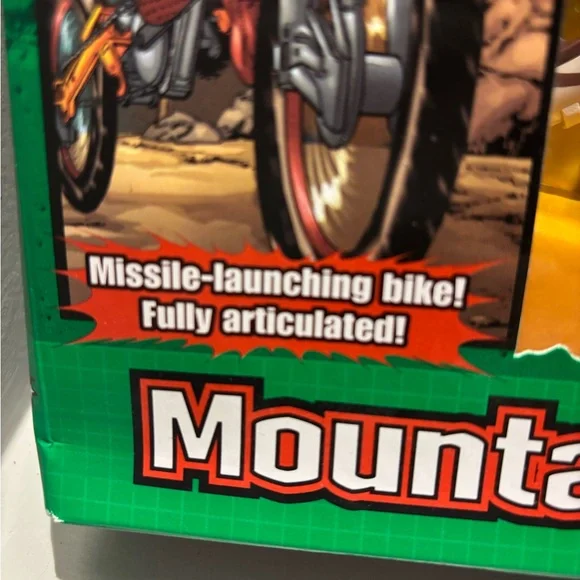 Missile-launching bike!
Fully articulated!
Mounta